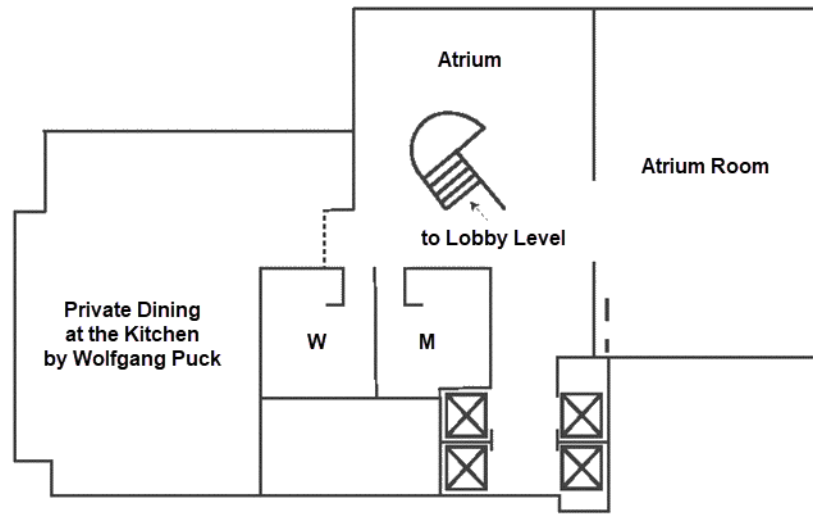 Atrium
Atrium Room
to Lobby Level
Private Dining
at the Kitchen
by Wolfgang Puck
W
M